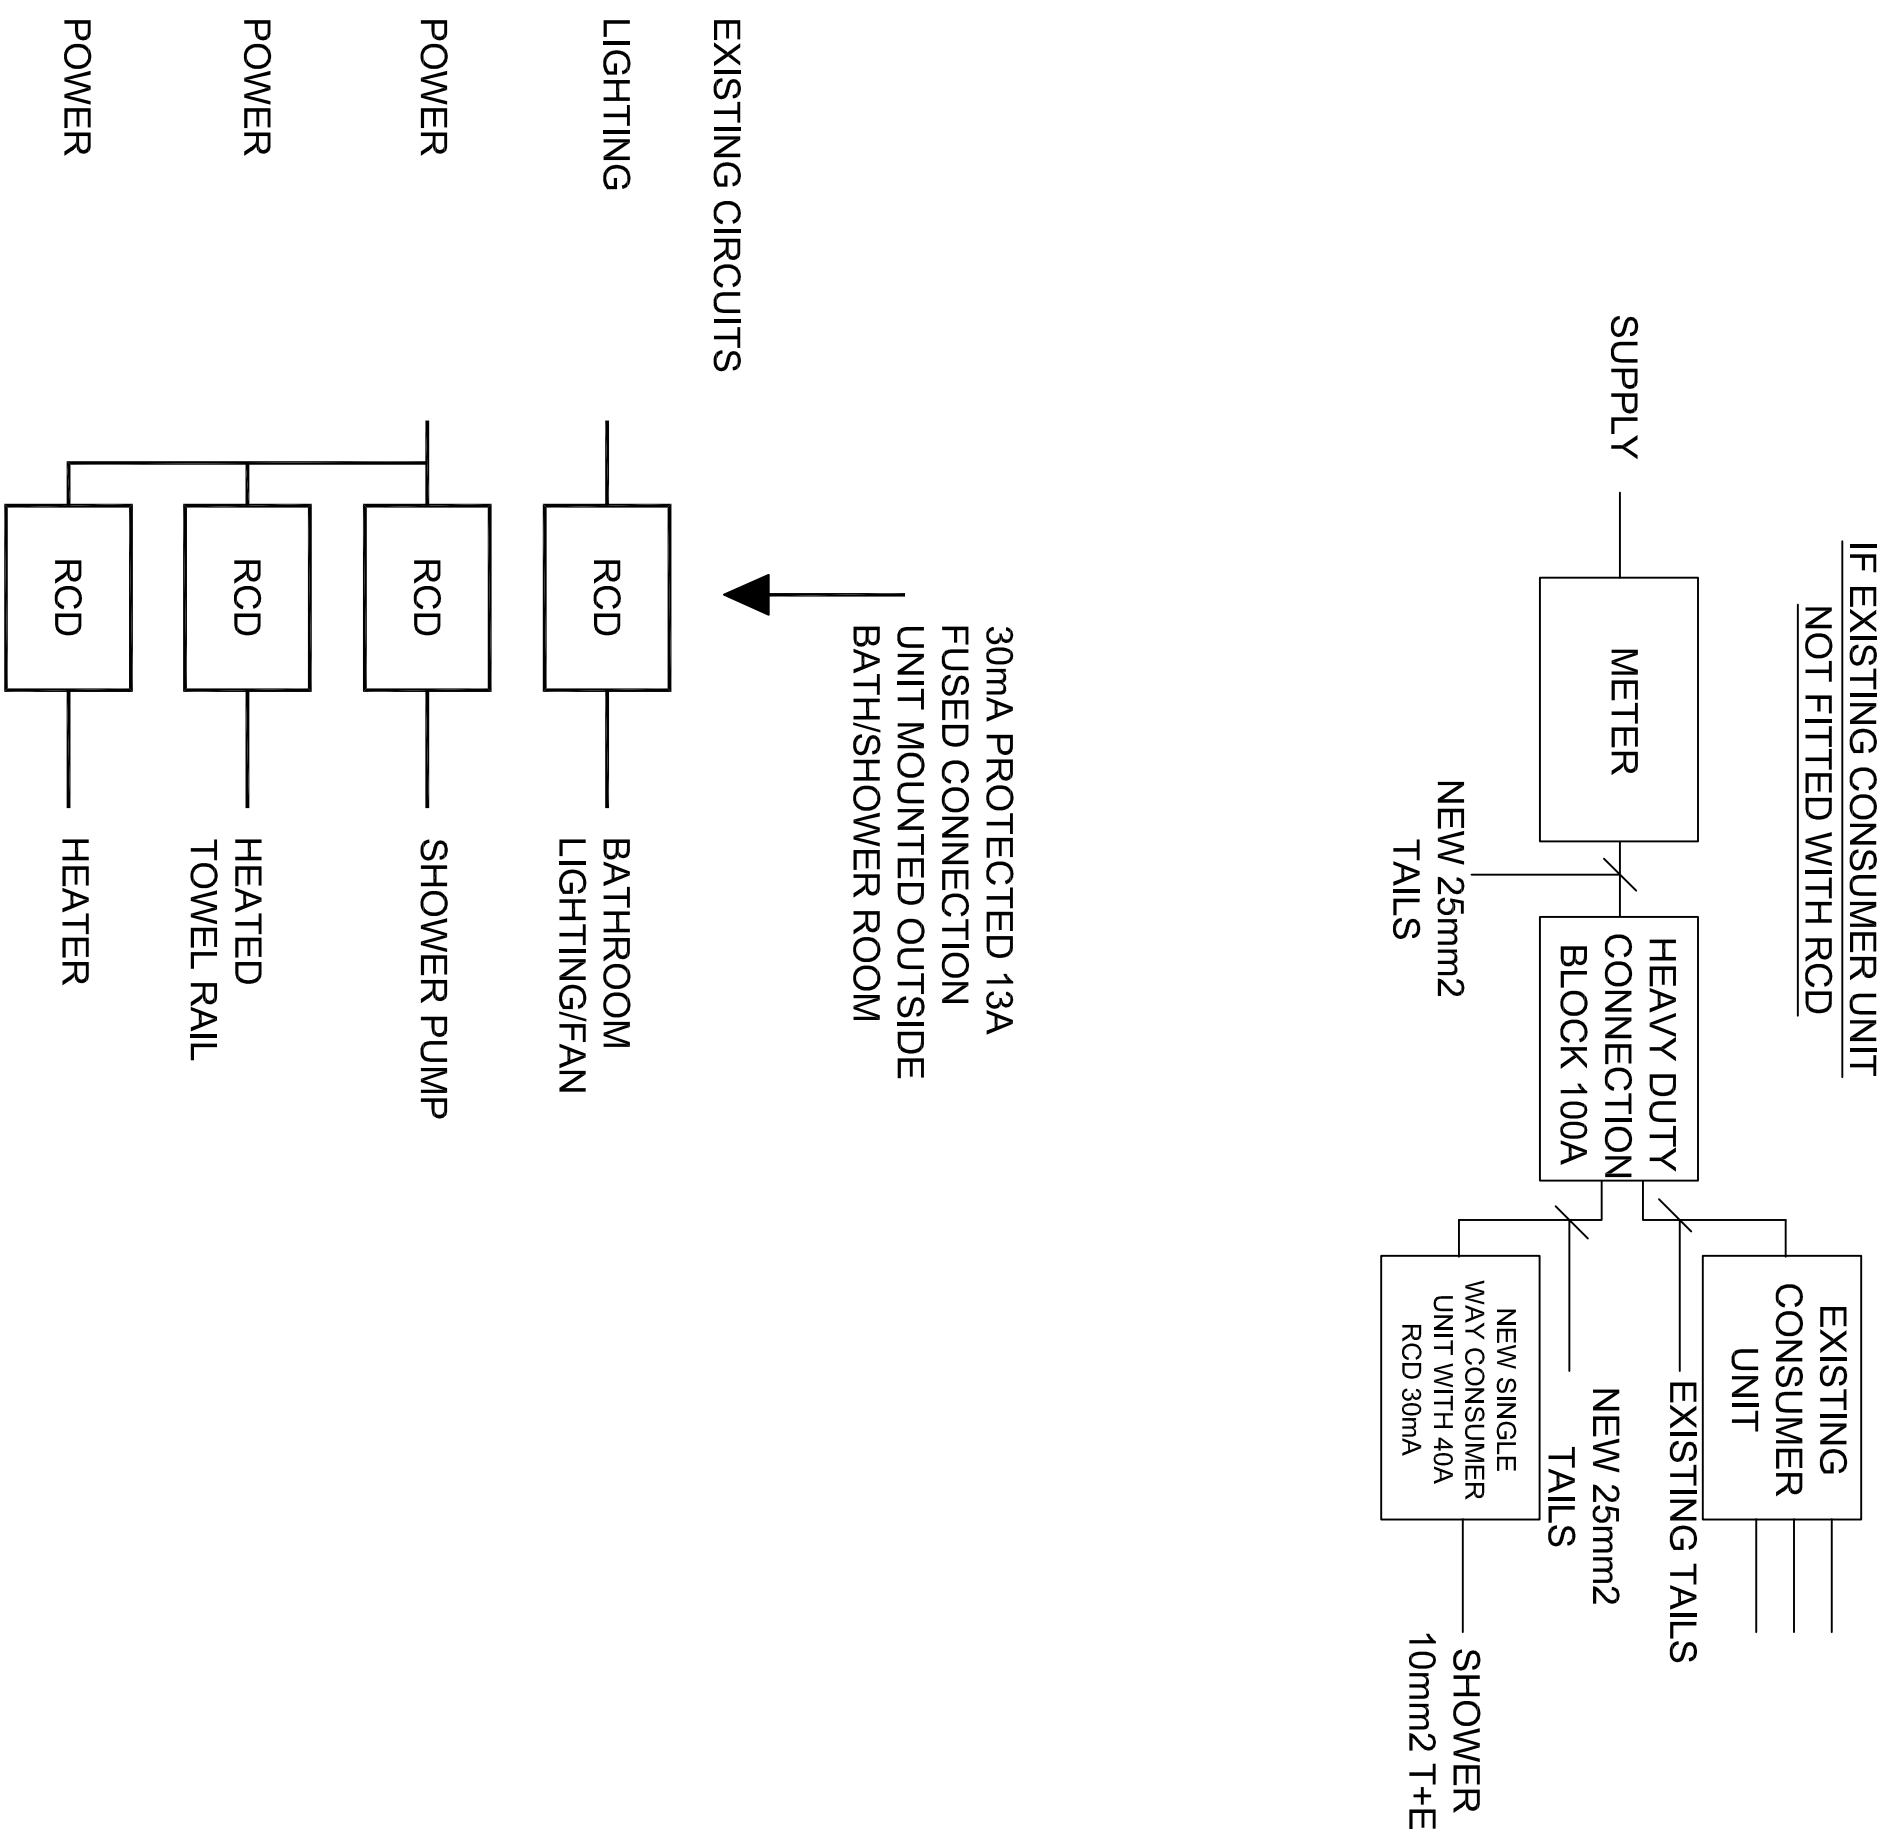 IF EXISTING CONSUMER UNIT
NOT FITTED WITH RCD
SUPPLY
METER
NEW 25mm2
TAILS
HEAVY DUTY
CONNECTION
BLOCK 100A
EXISTING
CONSUMER
UNIT
EXISTING TAILS
NEW 25mm2
TAILS
NEW SINGLE
WAY CONSUMER
UNIT WITH 40A
RCD 30mA
SHOWER
10mm2 T+E
30mA PROTECTED 13A
FUSED CONNECTION
UNIT MOUNTED OUTSIDE
BATH/SHOWER ROOM
EXISTING CIRCUITS
LIGHTING
RCD
BATHROOM
LIGHTING/FAN
POWER
RCD
SHOWER PUMP
POWER
RCD
HEATED
TOWEL RAIL
POWER
RCD
HEATER